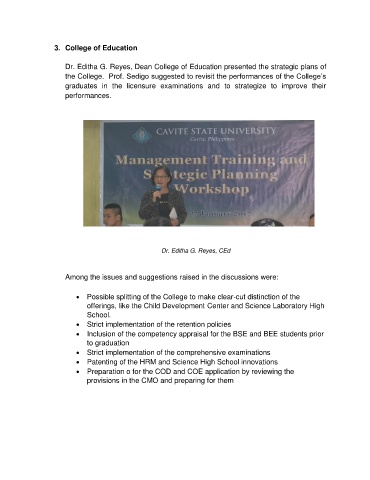 3. College of Education
Dr. Editha G. Reyes, Dean College of Education presented the strategic plans of
the College. Prof. Sedigo suggested to revisit the performances of the College's
graduates in the licensure examinations and to strategize to improve their
performances.
CAVITE STATE UNIVERSITY
Cavite, Philippines
Management Training and
Strategic Planning
Workshop
Dr. Editha G. Reyes, CEd
Among the issues and suggestions raised in the discussions were:
• Possible splitting of the College to make clear-cut distinction of the
offerings, like the Child Development Center and Science Laboratory High
School.
• Strict implementation of the retention policies
• Inclusion of the competency appraisal for the BSE and BEE students prior
to graduation
• Strict implementation of the comprehensive examinations
• Patenting of the HRM and Science High School innovations
• Preparation o for the COD and COE application by reviewing the
provisions in the CMO and preparing for them